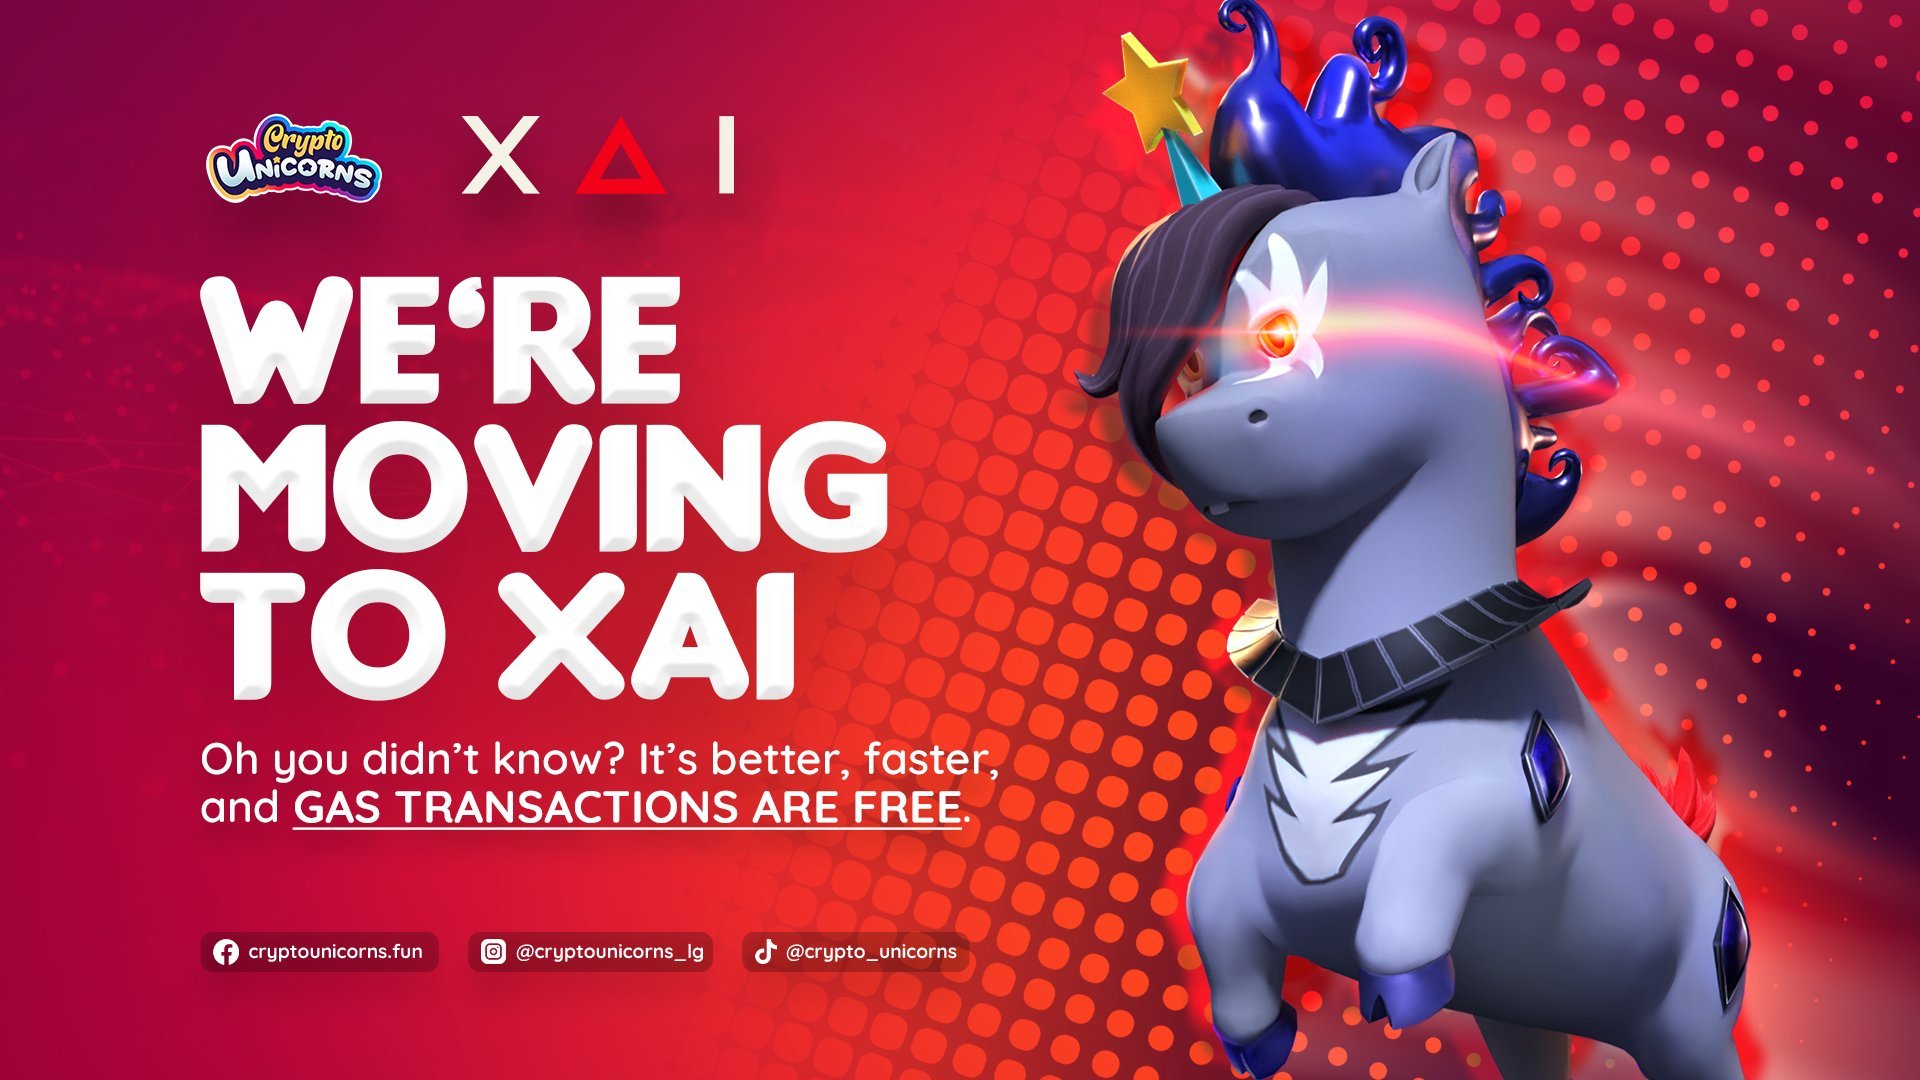 Crypto
UNICORNS
X A I
WE‘RE
MOVING
TO XAI
Oh you didn’t know? It’s better, faster,
and GAS TRANSACTIONS ARE FREE.
cryptounicorns.fun
@cryptounicorns_lg
@crypto_unicorns